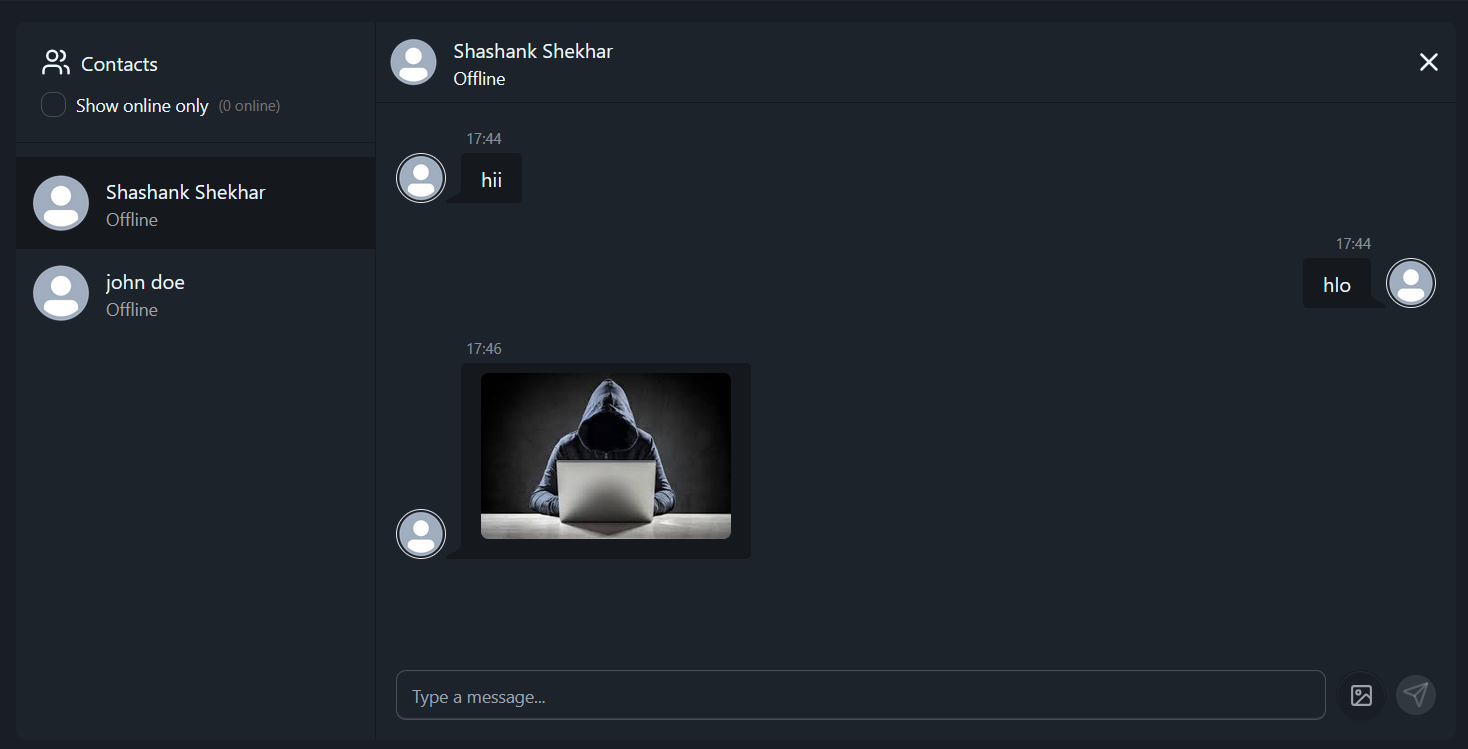 Contacts
Show online only (0 online)
Shashank Shekhar
Offline
john doe
Offline
Shashank Shekhar
Offline
17:44
hii
17:44
hlo
17:46
Type a message...